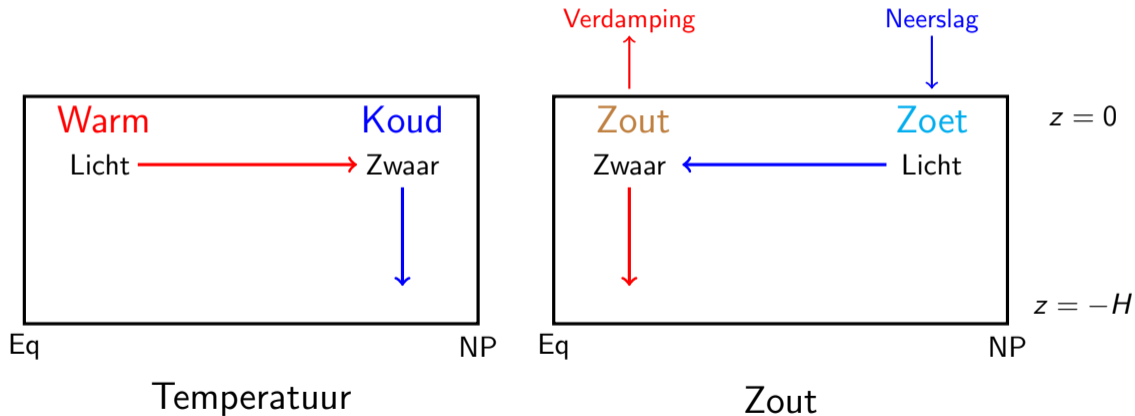 Verdamping Neerslag
Warm Koud Zout Zoet z = 0
Licht Zwaar Zwaar Licht
z = −H
Eq NP Eq NP
Temperatuur Zout